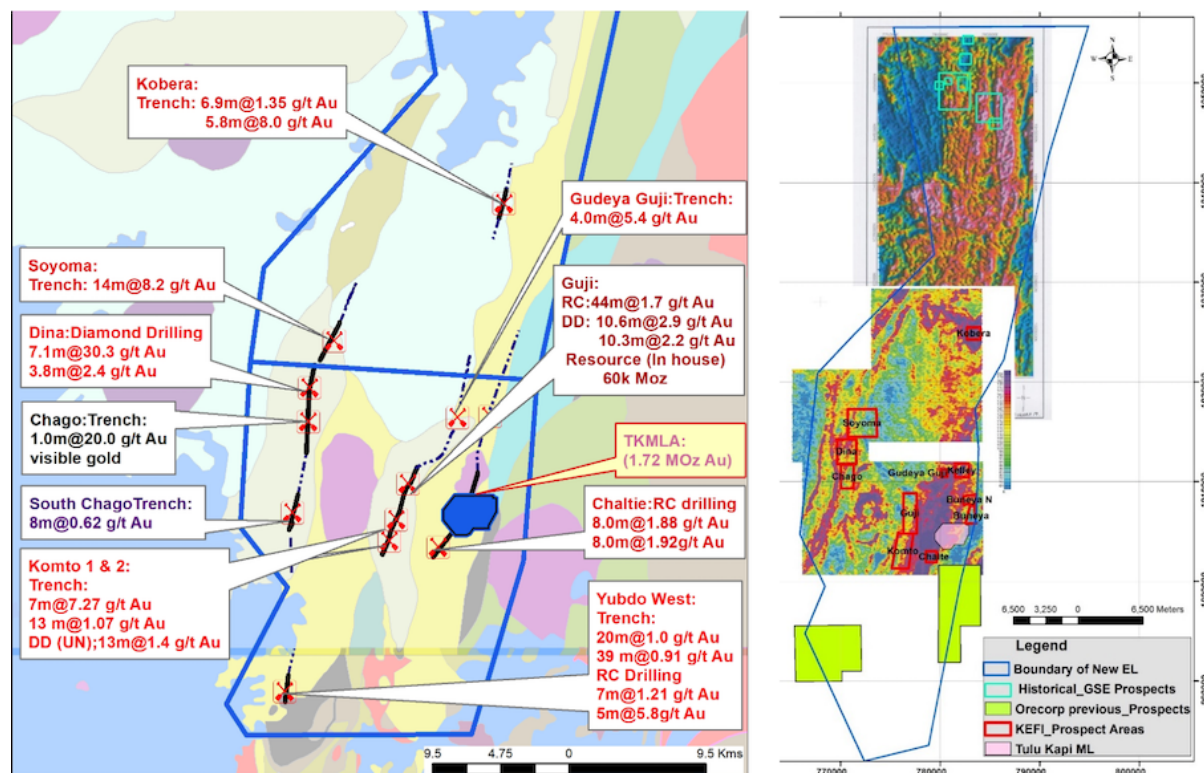 Kobera:
Trench: 6.9m@1.35 g/t Au
5.8m@8.0 g/t Au
Gudeya Guji:Trench:
4.0m@5.4 g/t Au
Soyoma:
Trench: 14m@8.2 g/t Au
Guji:
RC:44m@1.7 g/t Au
DD: 10.6m@2.9 g/t Au
10.3m@2.2 g/t Au
Resource (In house)
60k Moz
Dina:Diamond Drilling
7.1m@30.3 g/t Au
3.8m@2.4 g/t Au
Chago:Trench:
1.0m@20.0 g/t Au
visible gold
TKMLA:
(1.72 MOz Au)
South ChagoTrench:
8m@0.62 g/t Au
Chaltie:RC drilling
8.0m@1.88 g/t Au
8.0m@1.92g/t Au
Komto 1 & 2:
Trench:
7m@7.27 g/t Au
13 m@1.07 g/t Au
DD (UN);13m@1.4 g/t Au
Yubdo West:
Trench:
20m@1.0 g/t Au
39 m@0.91 g/t Au
RC Drilling
7m@1.21 g/t Au
5m@5.8g/t Au
9.5 4.75 0 9.5 Kms
N
W E
S
Kobera
Soyoma
Dina
Chago
Gudeya Guji
Kelley
Guji
Buneya N
Buneya
Komto
Chalte
6,500 3,250 0 6,500 Meters
Legend
Boundary of New EL
Historical_GSE Prospects
Orecorp previous_Prospects
KEFI_Prospect Areas
Tulu Kapi ML
770000 780000 790000 800000